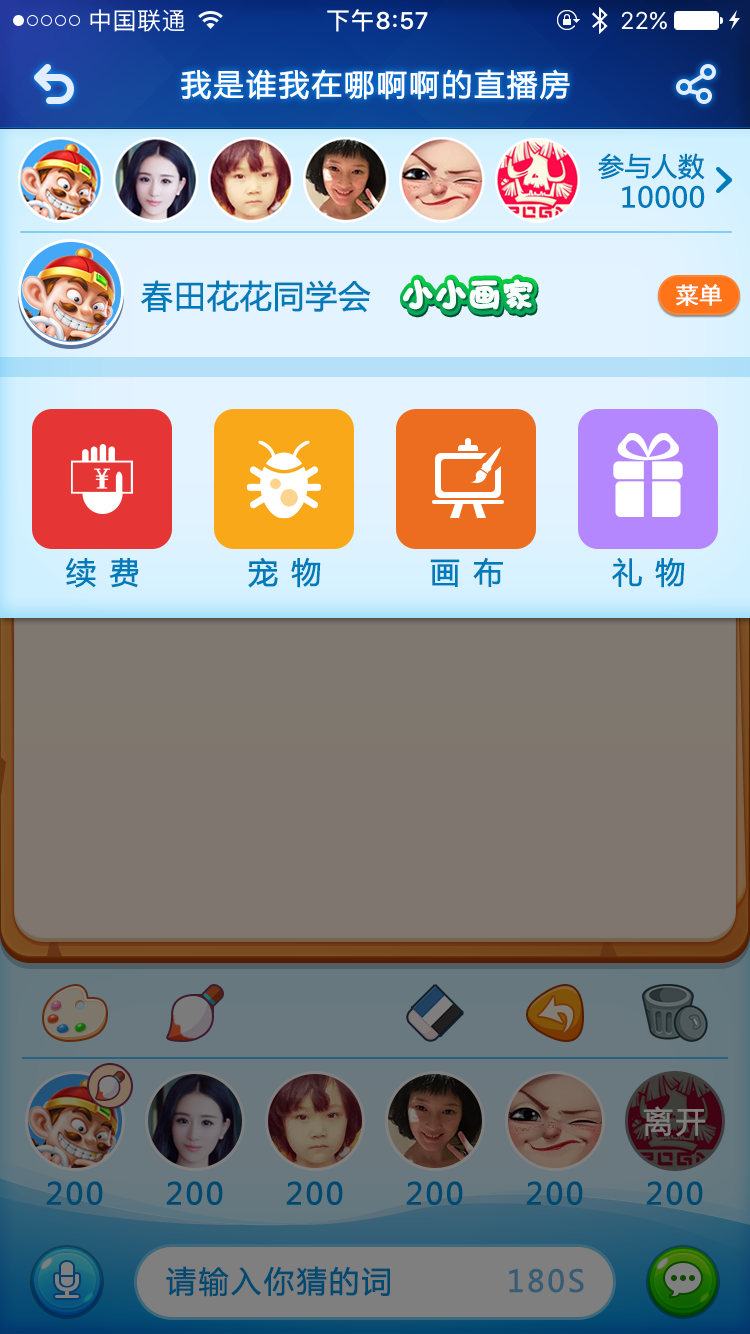 中国联通 下午8:57 22%
我是谁我在哪啊啊的直播房
参与人数
10000
春田花花同学会 小小画家 菜单
¥
续费 宠物 画布 礼物
离开
200 200 200 200 200 200
请输入你猜的词 180S